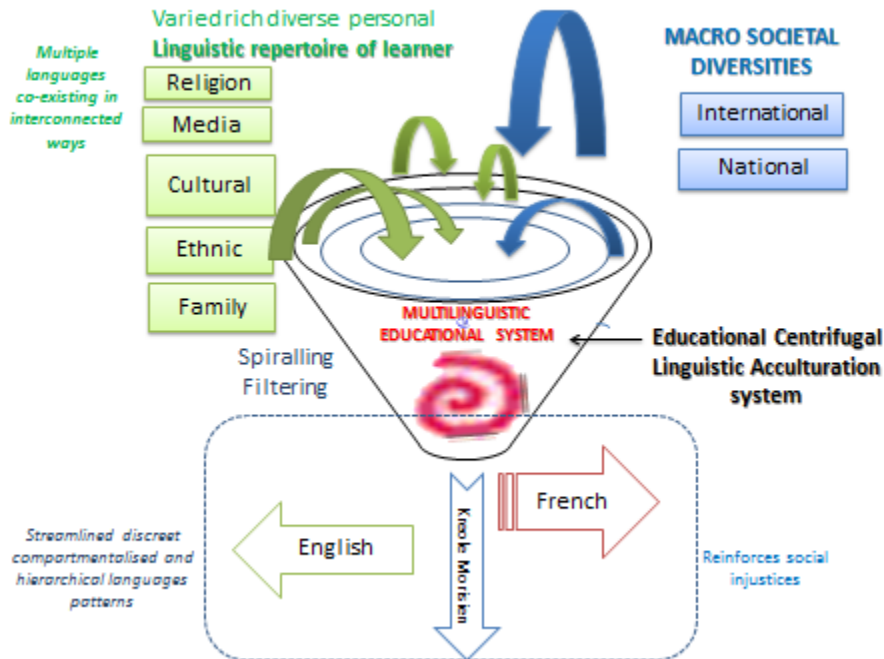 Varied rich diverse personal
Linguistic repertoire of learner
Multiple
languages
co-existing in
interconnected
ways
Religion
Media
Cultural
Ethnic
Family
MACRO SOCIETAL
DIVERSITIES
International
National
MULTILINGUISTIC
EDUCATIONAL SYSTEM
Educational Centrifugal
Linguistic Acculturation
system
Spiralling
Filtering
Streamlined discreet
compartmentalised and
hierarchical languages
patterns
English
Kreole Morisien
French
Reinforces social
injustices